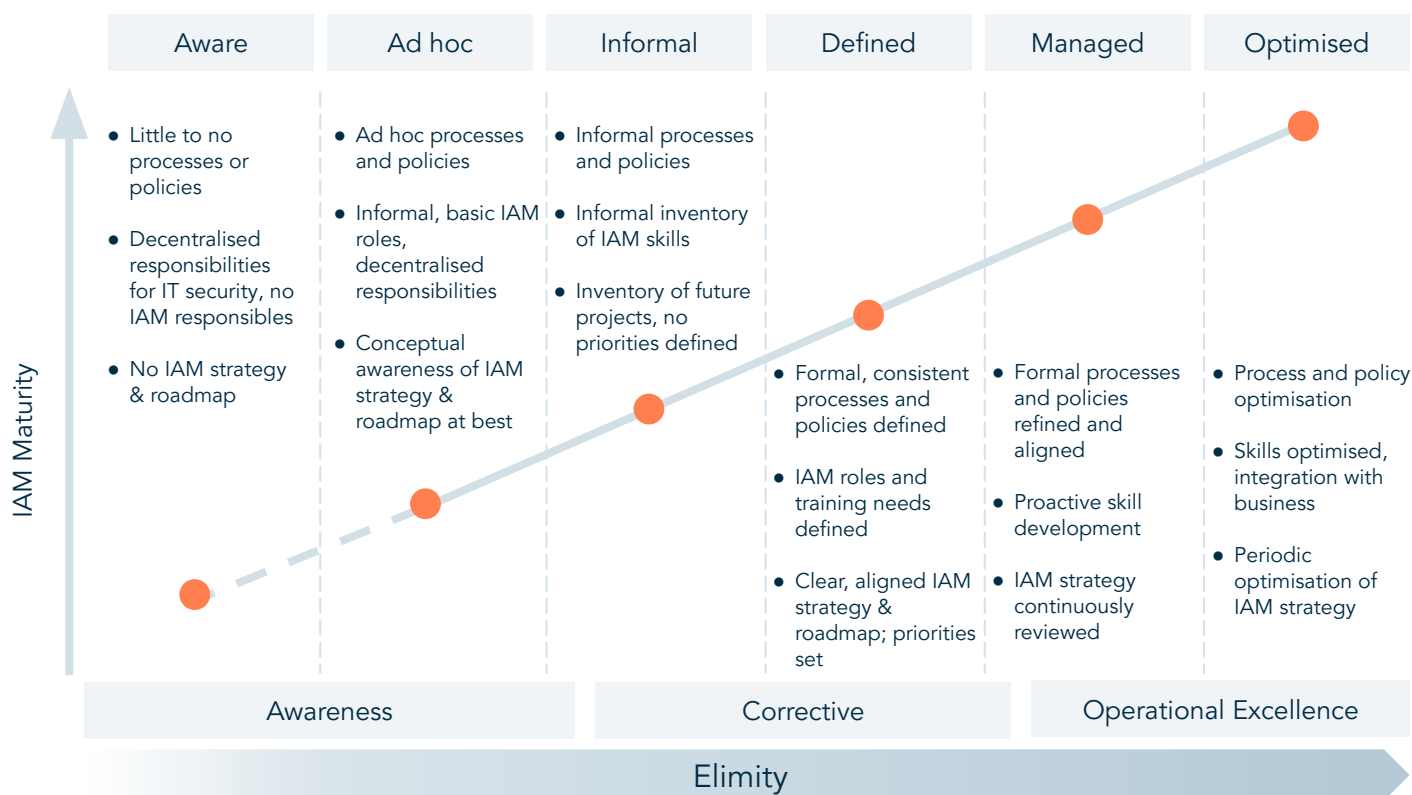 Aware
Ad hoc
Informal
Defined
Managed
Optimised
IAM Maturity
● Little to no
processes or
policies
● Decentralised
responsibilities
for IT security, no
IAM responsibles
● No IAM strategy
& roadmap
● Ad hoc processes
and policies
● Informal, basic IAM
roles,
decentralised
responsibilities
● Conceptual
awareness of IAM
strategy &
roadmap at best
● Informal processes
and policies
● Informal inventory
of IAM skills
● Inventory of future
projects, no
priorities defined
● Formal, consistent
processes and
policies defined
● IAM roles and
training needs
defined
● Clear, aligned IAM
strategy &
roadmap; priorities
set
● Formal processes
and policies
refined and
aligned
● Proactive skill
development
● IAM strategy
continuously
reviewed
● Process and policy
optimisation
● Skills optimised,
integration with
business
● Periodic
optimisation of
IAM strategy
Awareness
Corrective
Operational Excellence
Elimity